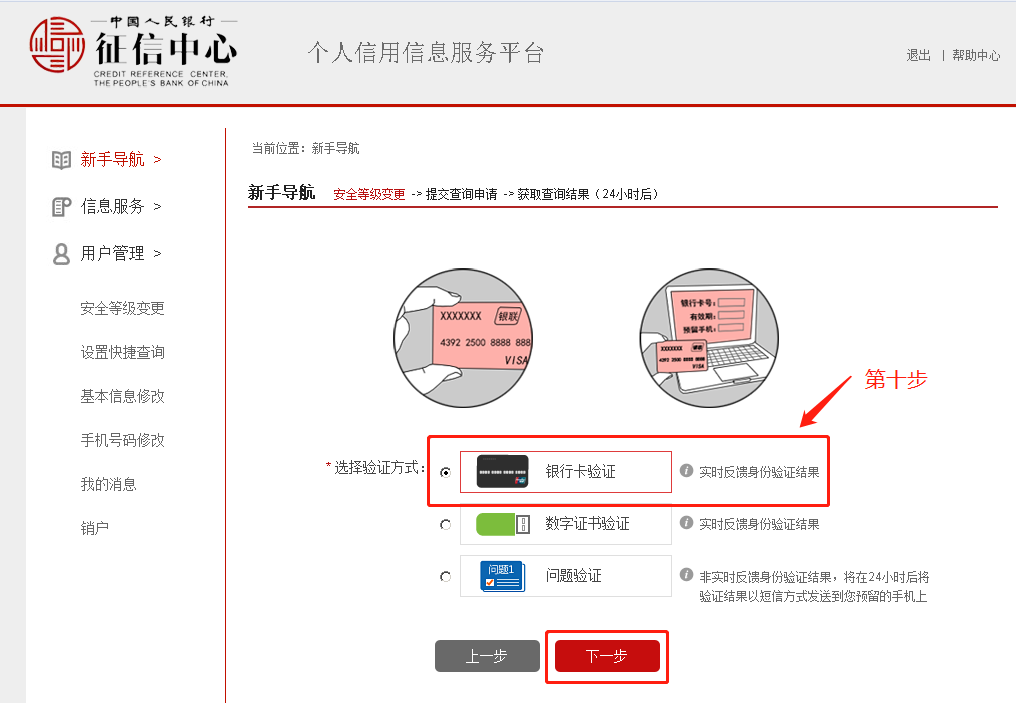 中国人民银行
征信中心
CREDIT REFERENCE CENTER,
THE PEOPLE'S BANK OF CHINA
个人信用信息服务平台
退出 | 帮助中心
新手导航 >
信息服务 >
用户管理 >
安全等级变更
设置快捷查询
基本信息修改
手机号码修改
我的消息
销户
当前位置：新手导航
新手导航 安全等级变更 -> 提交查询申请 -> 获取查询结果（24小时后）
XXXXXXX 银联
4392 2500 8888 888
VISA
银行卡号：
有效期：
预留手机：
XXXXXXX 银联
4392 2500 8888 8888
VISA
第十步
*选择验证方式：
银行卡验证
实时反馈身份验证结果
数字证书验证
实时反馈身份验证结果
问题1
问题验证
非实时反馈身份验证结果，将在24小时后将
验证结果以短信方式发送到您预留的手机上
上一步
下一步